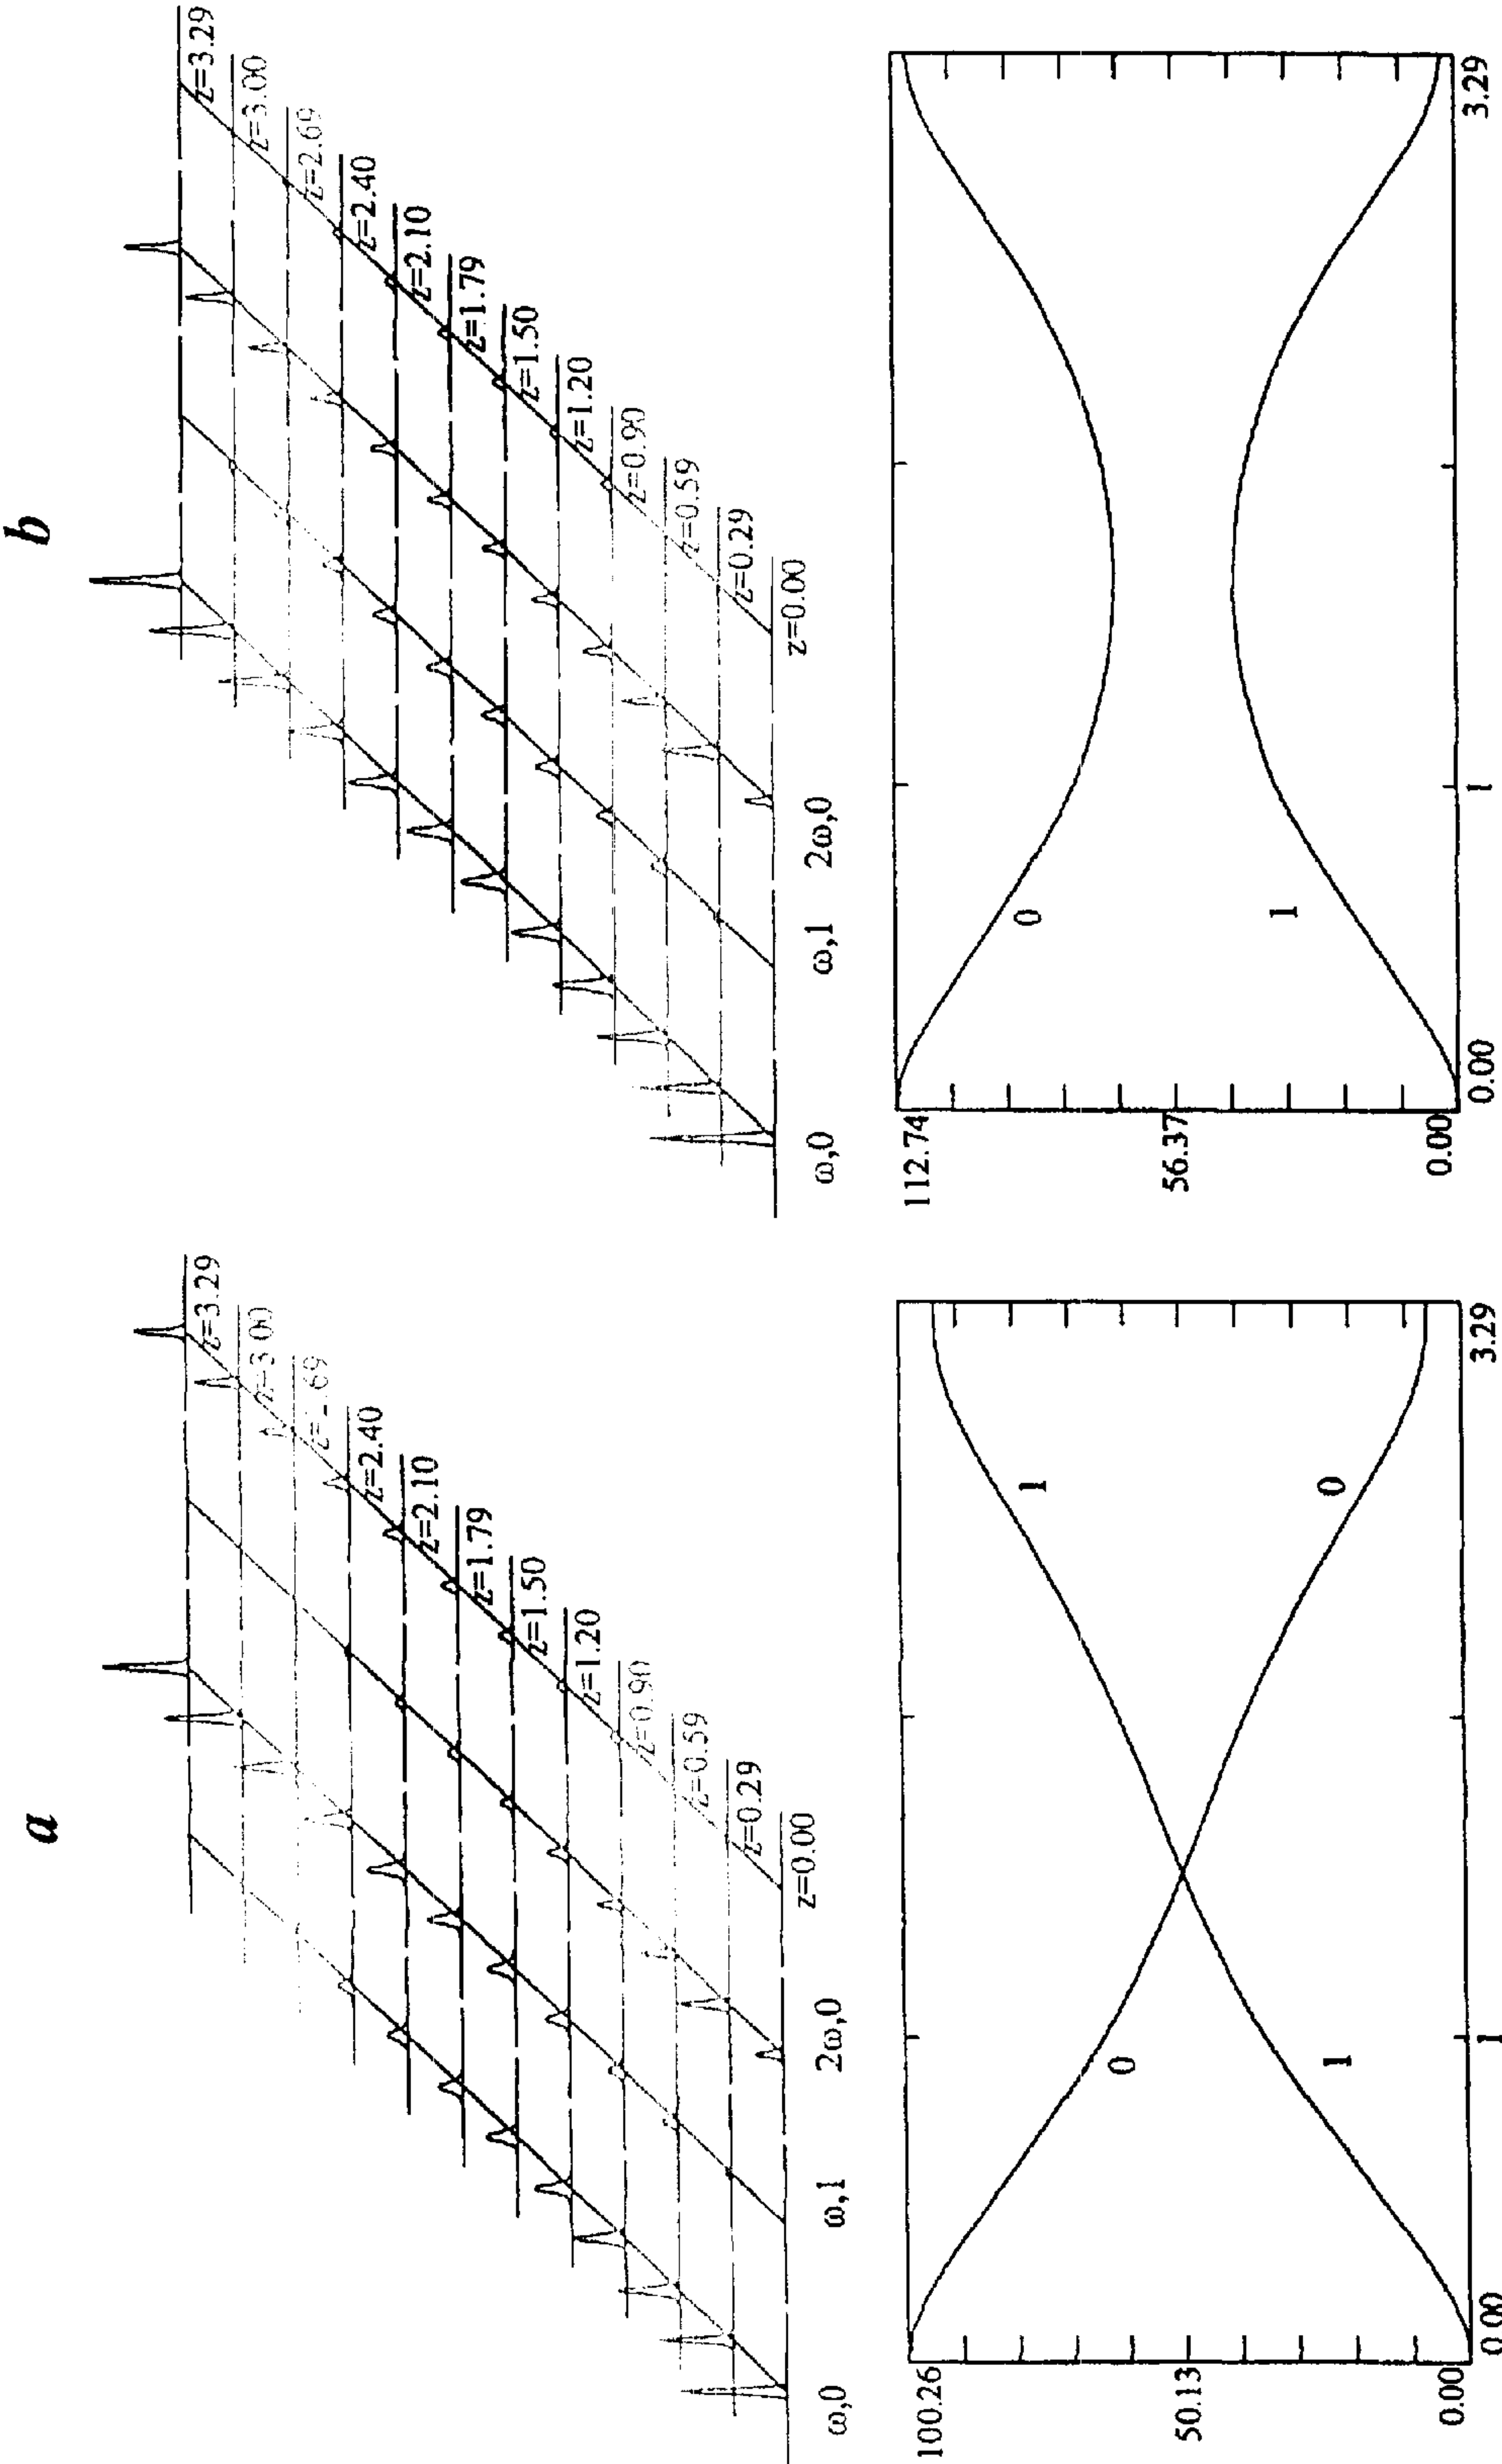 a
z=3.29
z=3.00
z=2.40
z=2.10
z=1.79
z=1.50
z=1.20
z=0.90
z=0.59
z=0.29
z=0.00
ω,0 ω,1 2ω,0
100.26
50.13
0.00
0
1
1
0
0.00 1 3.29
b
z=3.29
z=3.00
z=2.69
z=2.40
z=2.10
z=1.79
z=1.50
z=1.20
z=0.90
z=0.59
z=0.29
z=0.00
ω,0 ω,1 2ω,0
112.74
56.37
0.00
0
1
0.00 1 3.29